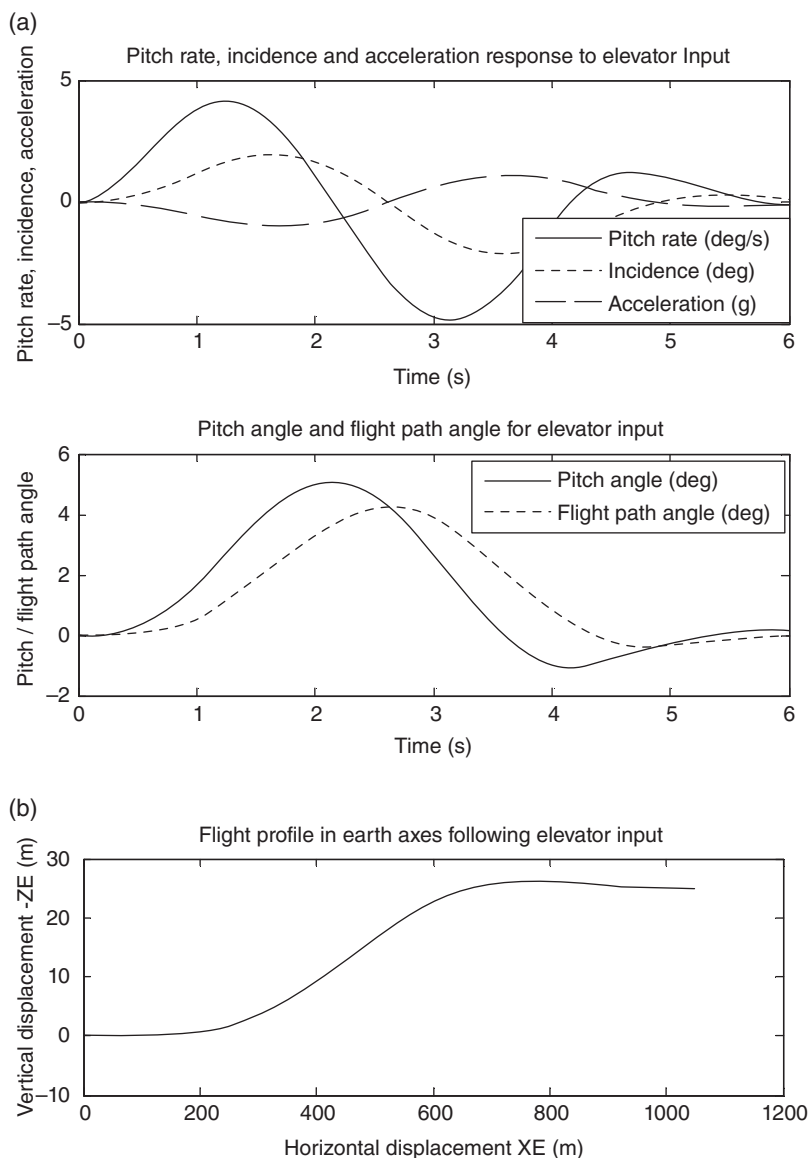 (a)
Pitch rate, incidence and acceleration response to elevator Input
Pitch rate, incidence, acceleration
5
0
–5
0 1 2 3 4 5 6
Time (s)
Pitch rate (deg/s)
Incidence (deg)
Acceleration (g)
Pitch angle and flight path angle for elevator input
Pitch / flight path angle
6
4
2
0
–2
0 1 2 3 4 5 6
Time (s)
Pitch angle (deg)
Flight path angle (deg)
(b)
Flight profile in earth axes following elevator input
Vertical displacement -ZE (m)
30
20
10
0
–10
0 200 400 600 800 1000 1200
Horizontal displacement XE (m)